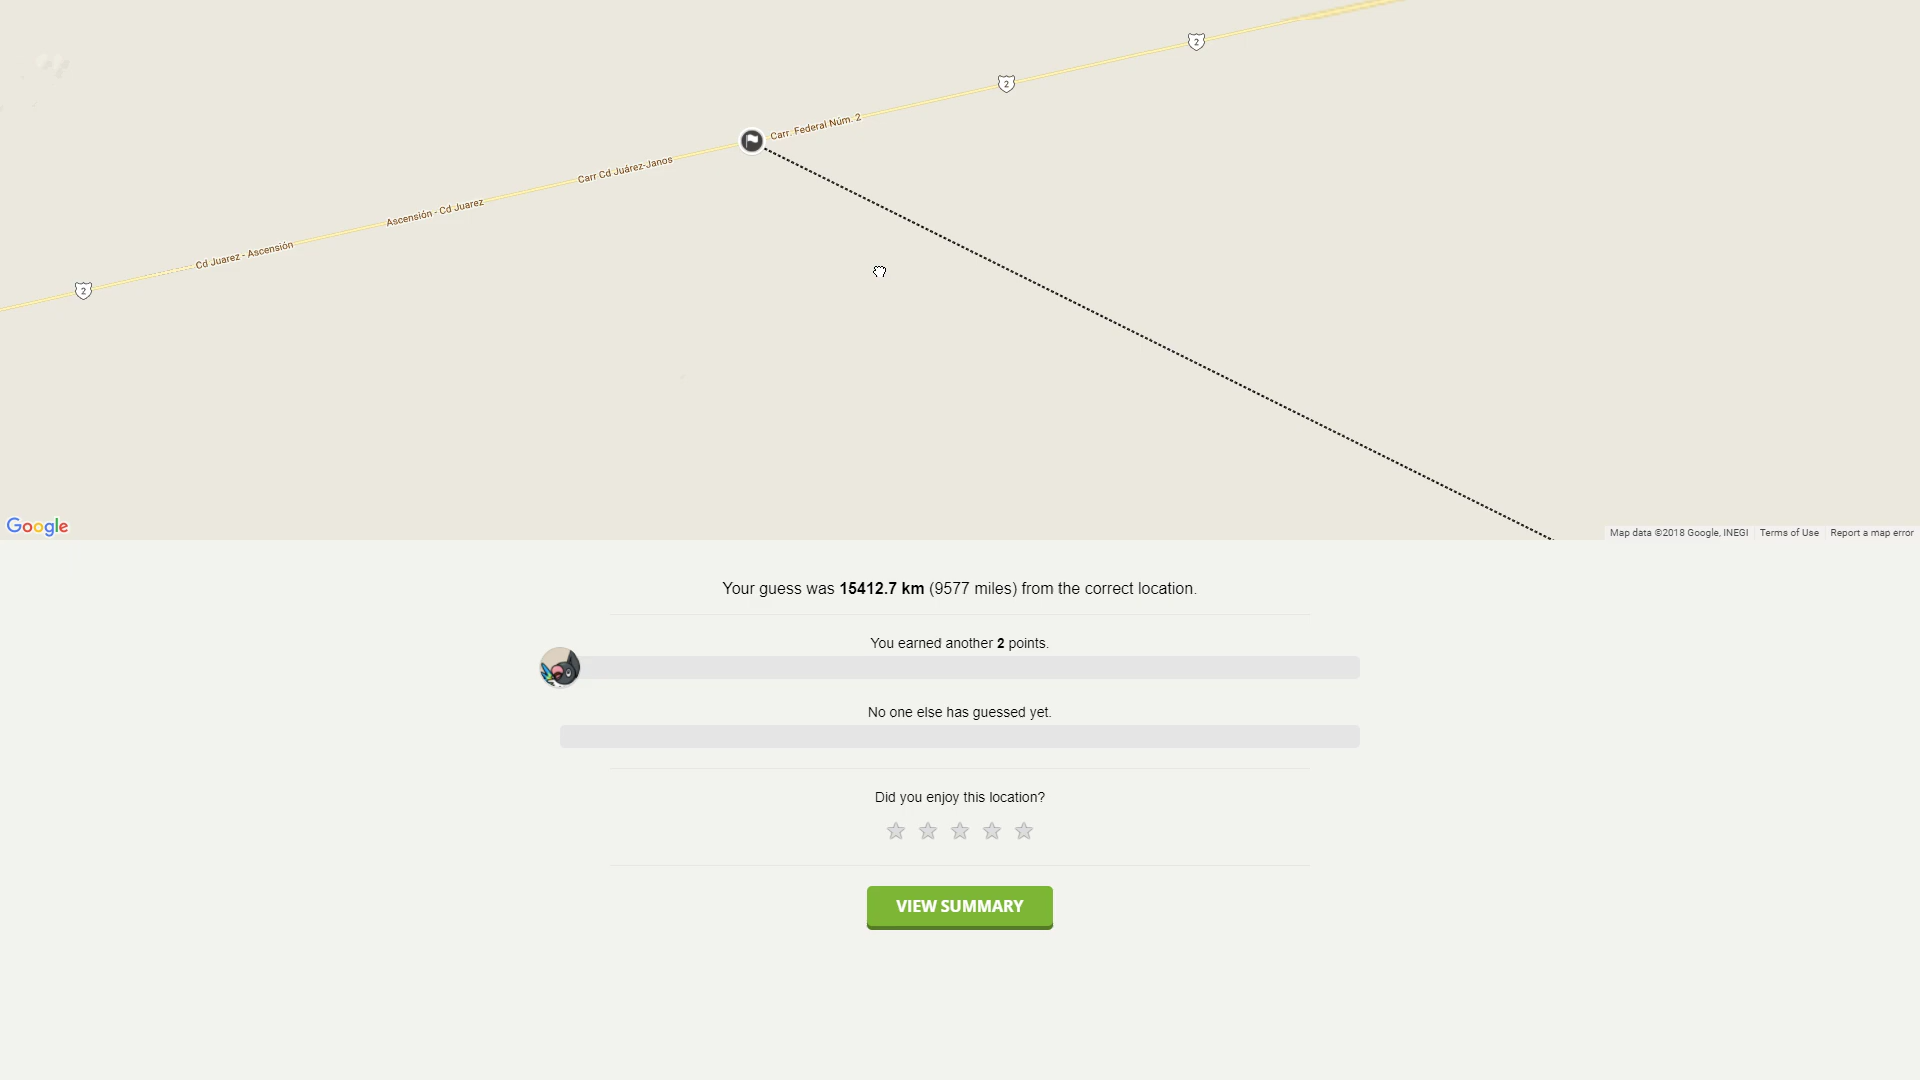 2
2
Carr. Federal Núm. 2
Carr Cd Juárez-Janos
Ascensión - Cd Juarez
Cd Juarez - Ascensión
2
Google
Map data ©2018 Google, INEGI Terms of Use Report a map error
Your guess was 15412.7 km (9577 miles) from the correct location.
You earned another 2 points.
No one else has guessed yet.
Did you enjoy this location?
VIEW SUMMARY